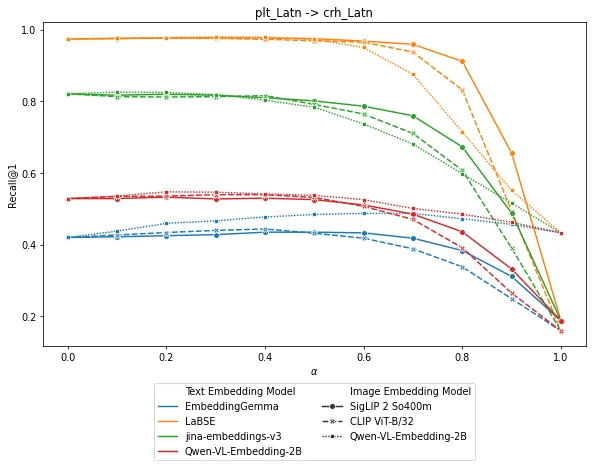 plt_Latn -> crh_Latn
1.0
0.8
0.6
0.4
0.2
Recall@1
0.0 0.2 0.4 0.6 0.8 1.0
α
Text Embedding Model Image Embedding Model
EmbeddingGemma SigLIP 2 So400m
LaBSE CLIP ViT-B/32
jina-embeddings-v3 Qwen-VL-Embedding-2B
Qwen-VL-Embedding-2B